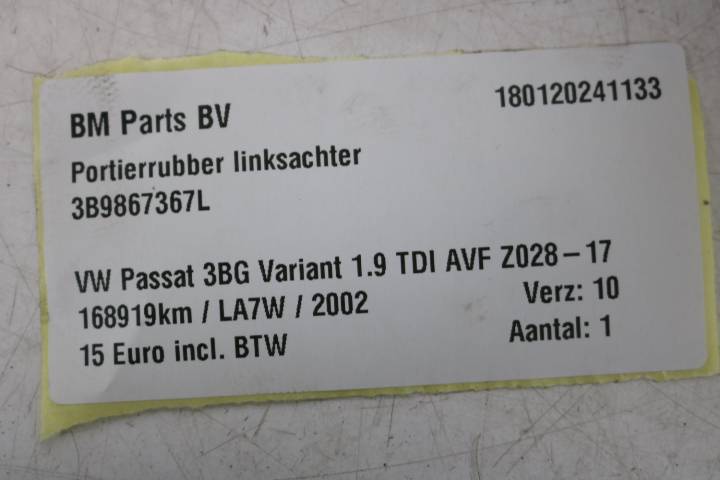 BM Parts BV 180120241133
Portierrubber linksachter
3B9867367L
VW Passat 3BG Variant 1.9 TDI AVF Z028-17
168919km / LA7W / 2002 Verz: 10
15 Euro incl. BTW Aantal: 1